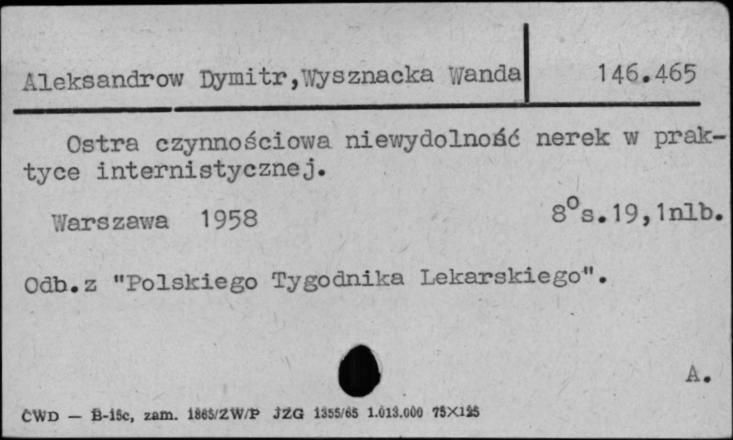 Aleksandrow Dymitr,Wysznacka Wanda 146.465
Ostra czynnościowa niewydolność nerek w prak-
tyce internistycznej.
Warszawa 1958 8°s.19,1nlb.
Odb.z "Polskiego Tygodnika Lekarskiego".
A.
CWD — B-15c, zam. 1865/ZW/P JZG 1355/65 1.013.000 75X125